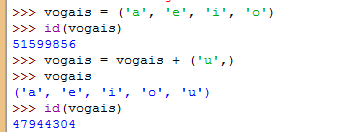 >>> vogais = ('a', 'e', 'i', 'o')
>>> id(vogais)
51599856
>>> vogais = vogais + ('u',)
>>> vogais
('a', 'e', 'i', 'o', 'u')
>>> id(vogais)
47944304